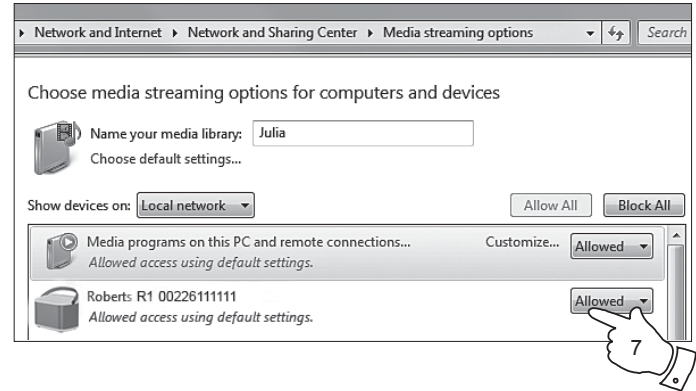 Network and Internet Network and Sharing Center Media streaming options Search
Choose media streaming options for computers and devices
Name your media library: Julia
Choose default settings...
Show devices on: Local network Allow All Block All
Media programs on this PC and remote connections... Customize... Allowed
Allowed access using default settings.
Roberts R1 00226111111 Allowed
Allowed access using default settings.
7